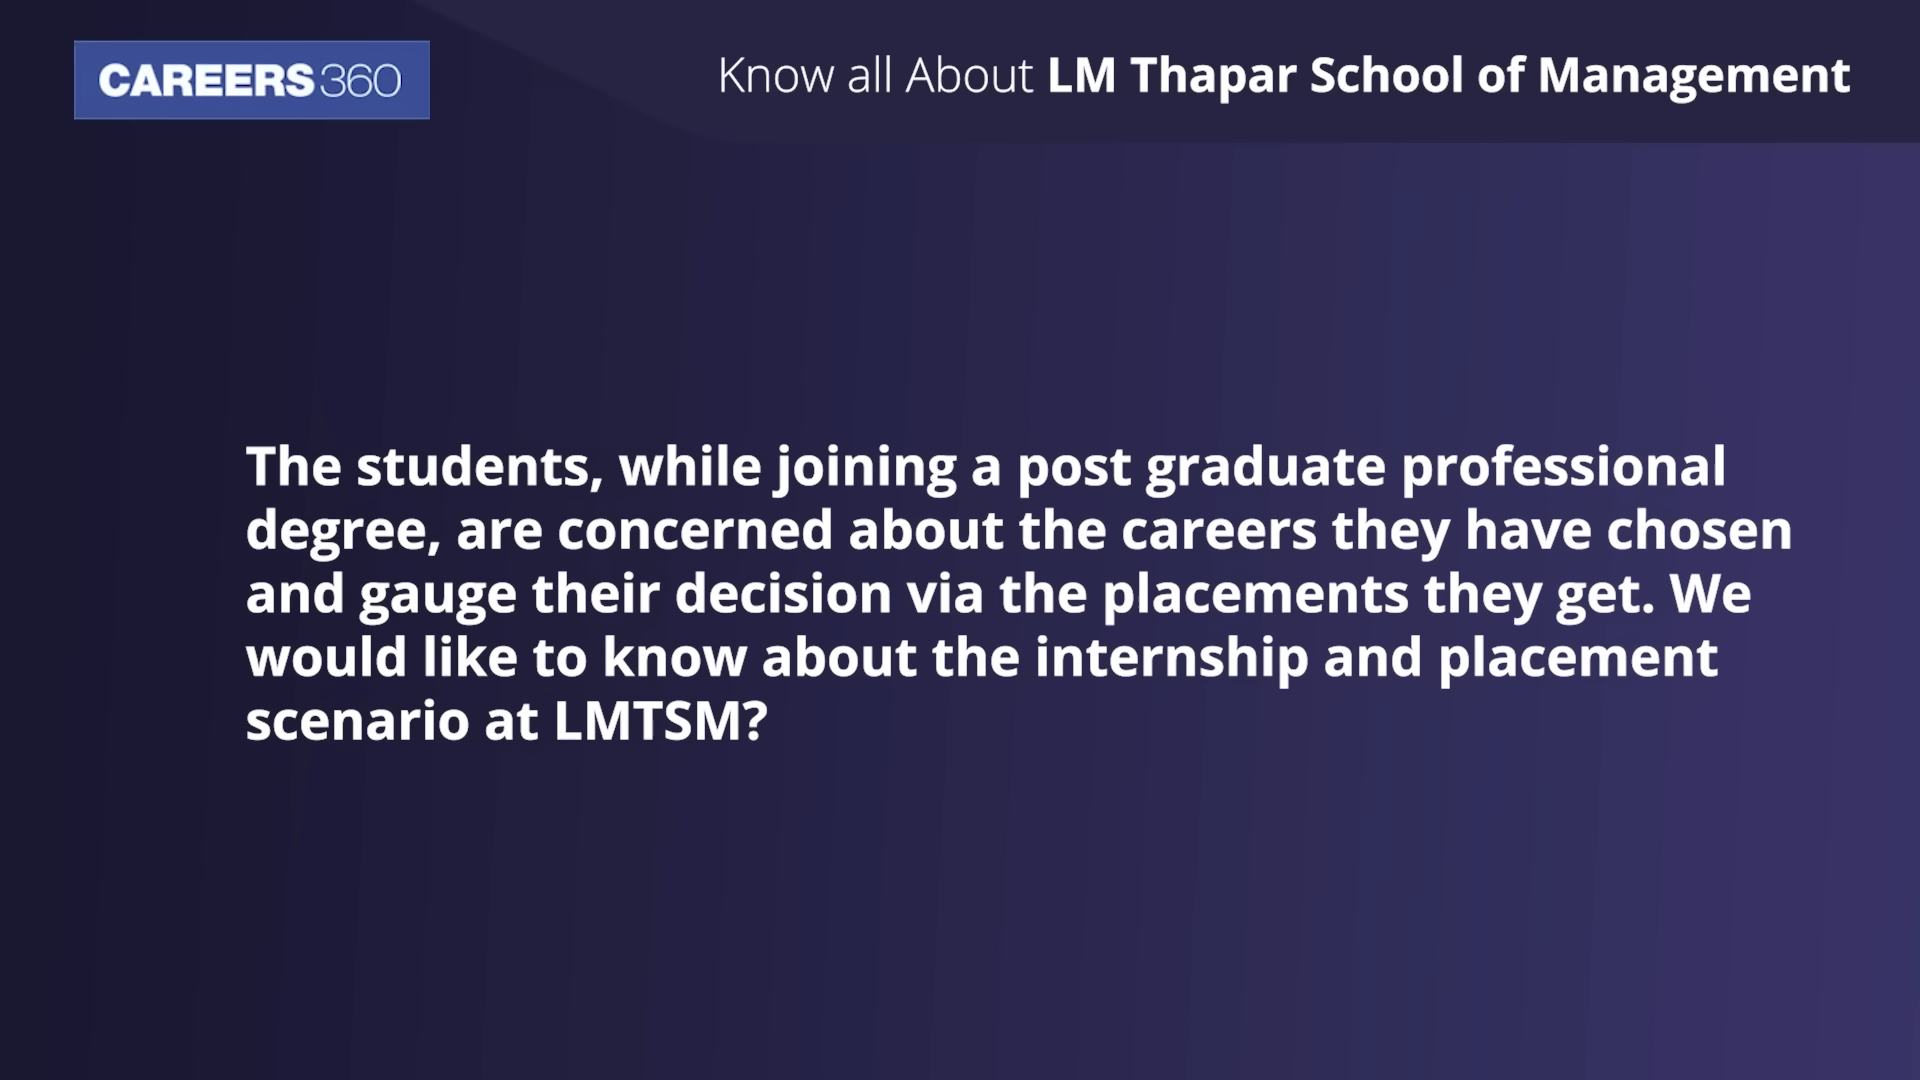 CAREERS360
Know all About LM Thapar School of Management
The students, while joining a post graduate professional
degree, are concerned about the careers they have chosen
and gauge their decision via the placements they get. We
would like to know about the internship and placement
scenario at LMTSM?